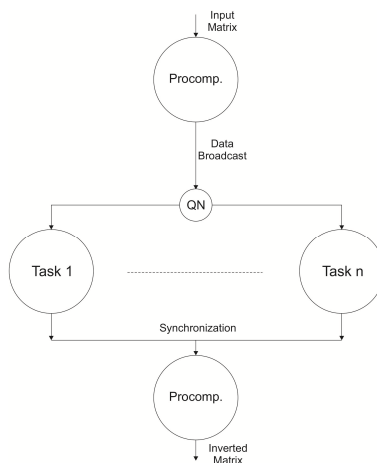 Input
Matrix
Procomp.
Data
Broadcast
QN
Task 1
Task n
Synchronization
Procomp.
Inverted
Matrix